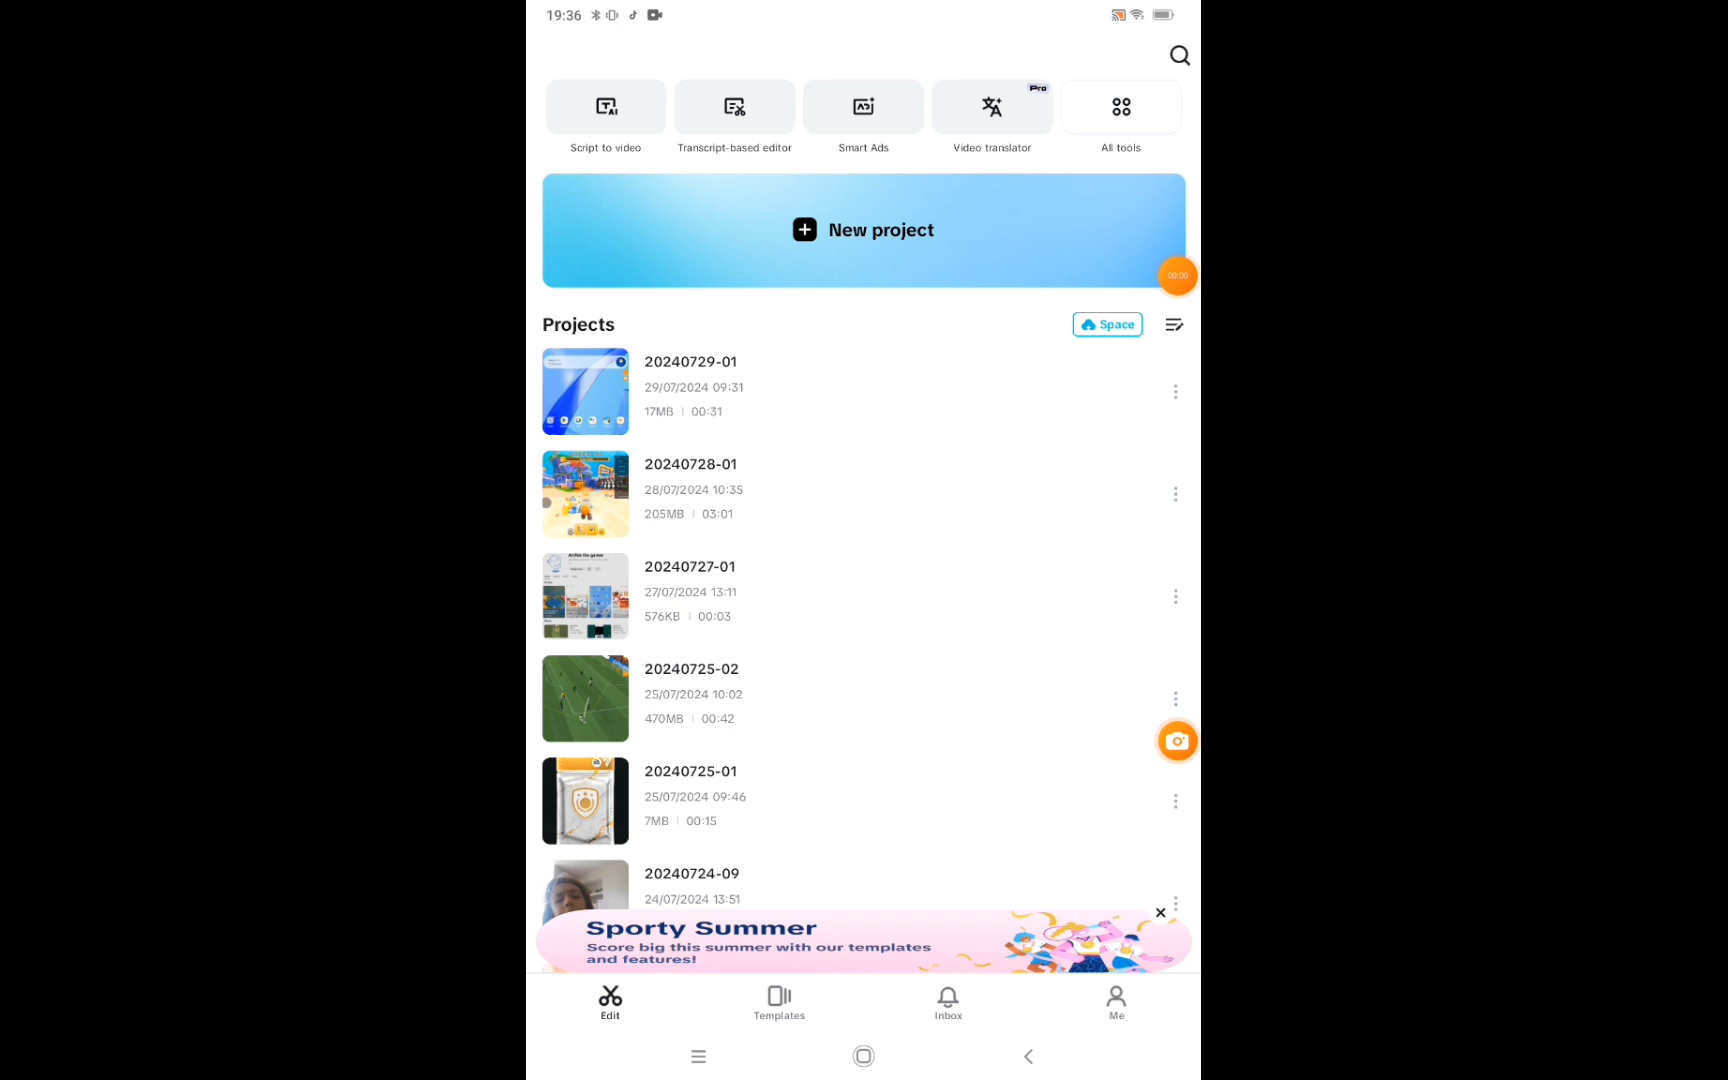 19:36
Pro
Script to video
Transcript-based editor
Smart Ads
Video translator
All tools
New project
00:00
Projects
Space
20240729-01
29/07/2024 09:31
17MB | 00:31
20240728-01
28/07/2024 10:35
205MB | 03:01
20240727-01
27/07/2024 13:11
576KB | 00:03
Archie the gamer
20240725-02
25/07/2024 10:02
470MB | 00:42
20240725-01
25/07/2024 09:46
7MB | 00:15
20240724-09
24/07/2024 13:51
Sporty Summer
Score big this summer with our templates
and features!
Edit
Templates
Inbox
Me